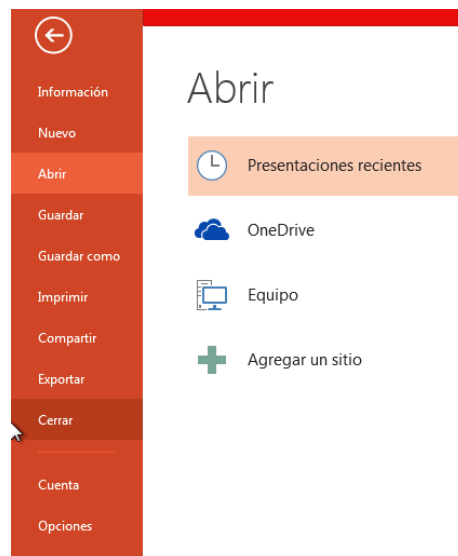 Información
Nuevo
Abrir
Guardar
Guardar como
Imprimir
Compartir
Exportar
Cerrar
Cuenta
Opciones
Abrir
Presentaciones recientes
OneDrive
Equipo
Agregar un sitio